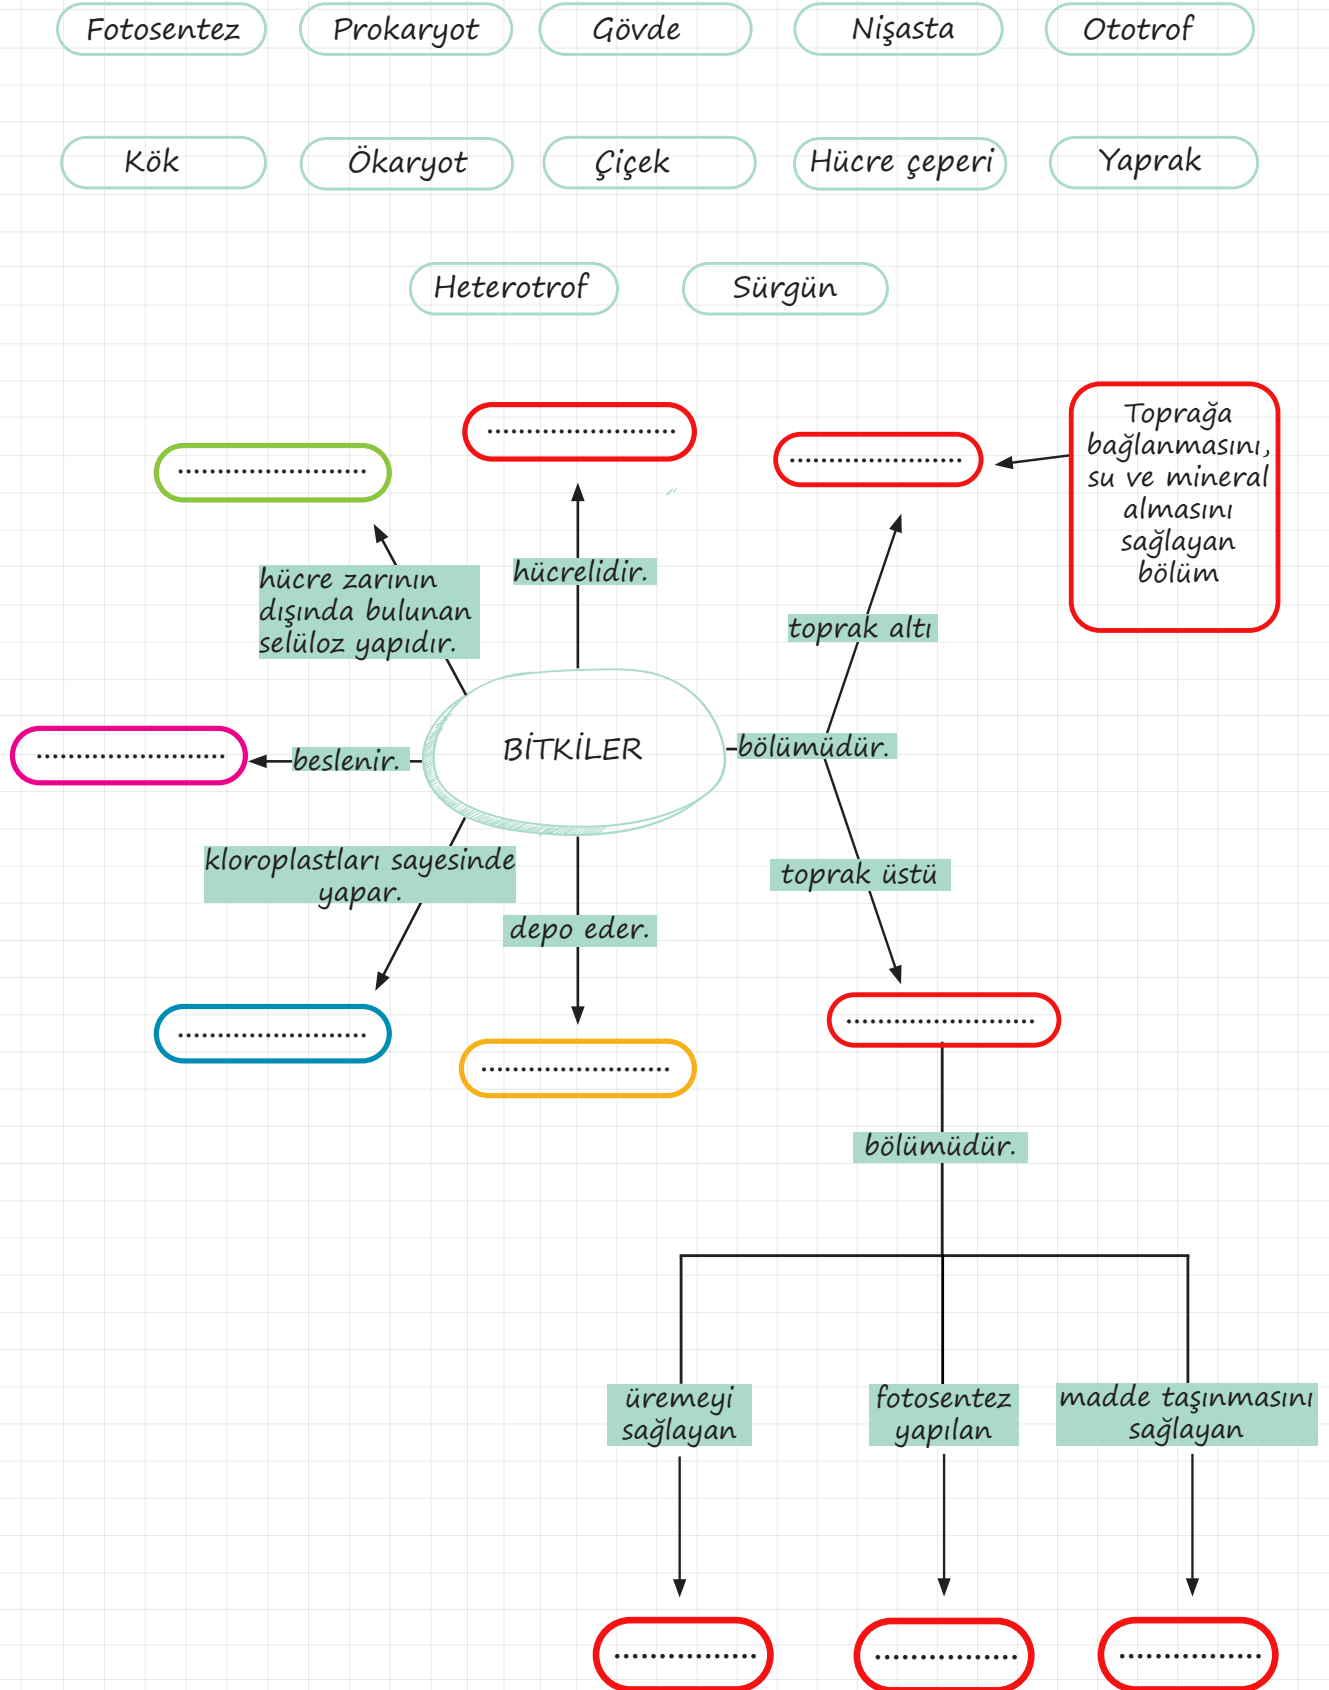 Fotosentez
Prokaryot
Gövde
Nişasta
Ototrof
Kök
Ökaryot
Çiçek
Hücre çeperi
Yaprak
Heterotrof
Sürgün
Toprağa
bağlanmasını,
su ve mineral
almasını
sağlayan
bölüm
........................
........................
......................
hücrelidir.
hücre zarının
dışında bulunan
selüloz yapıdır.
toprak altı
BİTKİLER
bölümüdür.
........................
beslenir.
kloroplastları sayesinde
yapar.
toprak üstü
depo eder.
........................
........................
........................
bölümüdür.
üremeyi
sağlayan
fotosentez
yapılan
madde taşınmasını
sağlayan
................
................
................